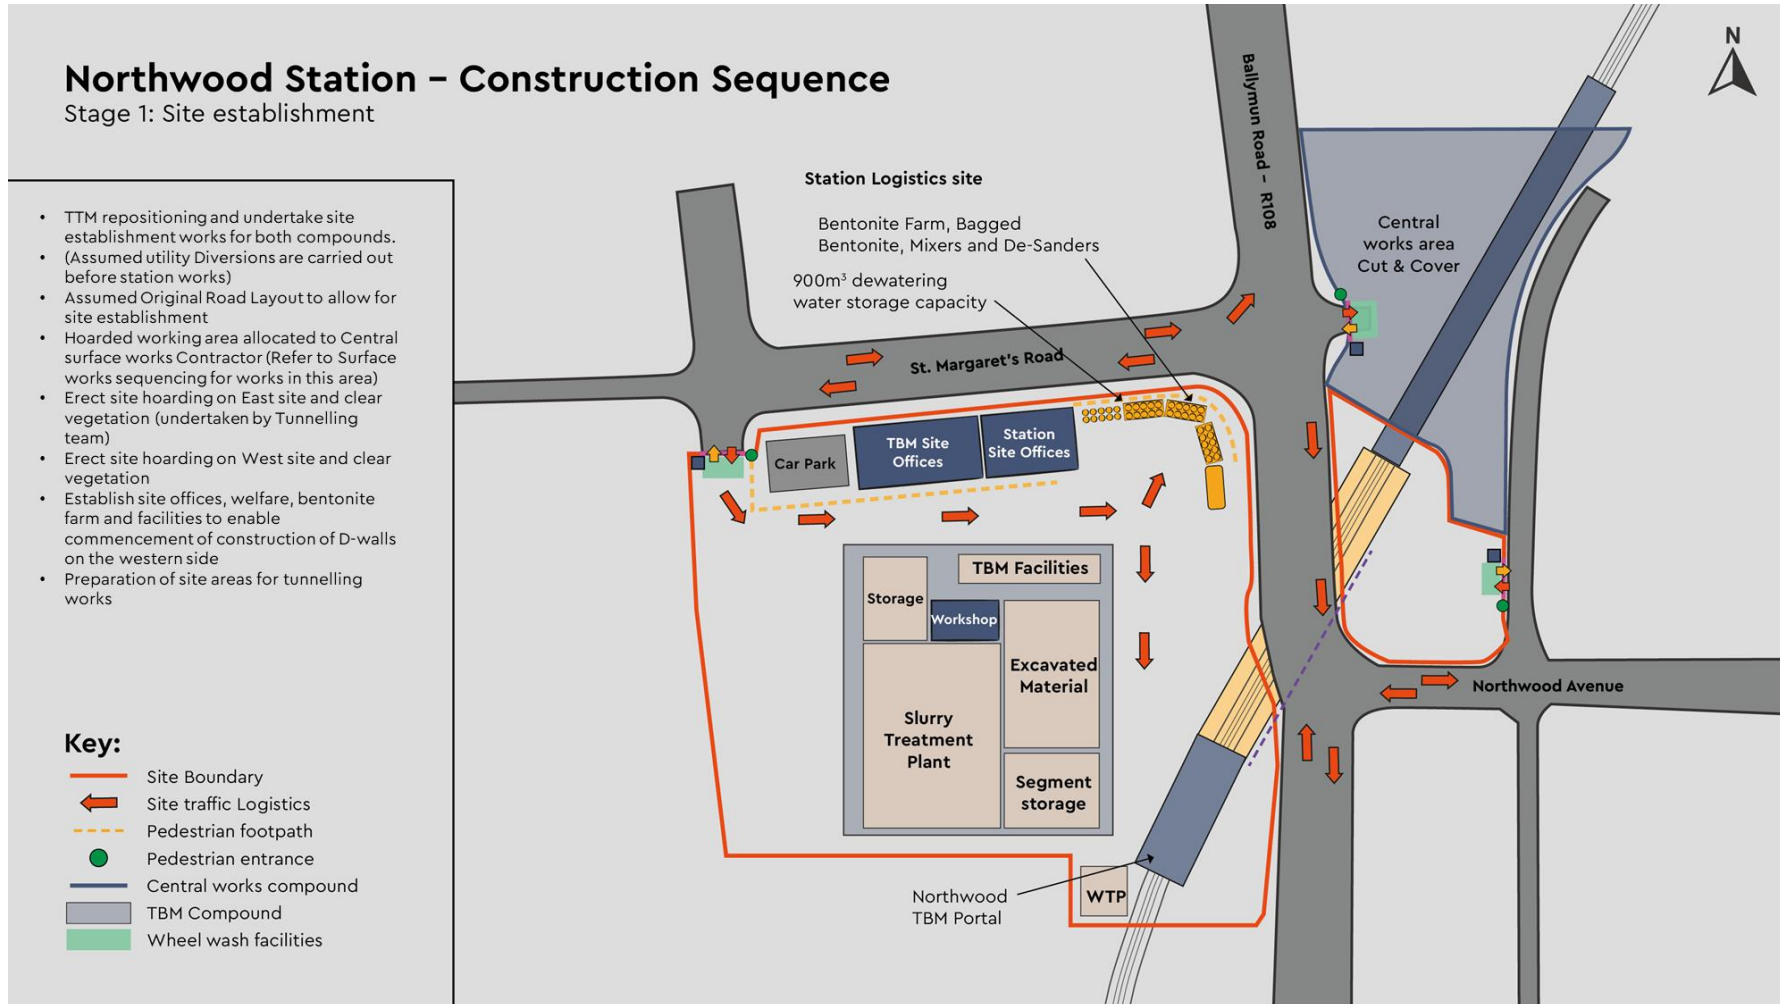 Northwood Station – Construction Sequence
Stage 1: Site establishment
• TTM repositioning and undertake site
establishment works for both compounds.
• (Assumed utility Diversions are carried out
before station works)
• Assumed Original Road Layout to allow for
site establishment
• Hoarded working area allocated to Central
surface works Contractor (Refer to Surface
works sequencing for works in this area)
• Erect site hoarding on East site and clear
vegetation (undertaken by Tunnelling
team)
• Erect site hoarding on West site and clear
vegetation
• Establish site offices, welfare, bentonite
farm and facilities to enable
commencement of construction of D-walls
on the western side
• Preparation of site areas for tunnelling
works
Key:
Site Boundary
Site traffic Logistics
Pedestrian footpath
Pedestrian entrance
Central works compound
TBM Compound
Wheel wash facilities
Station Logistics site
Bentonite Farm, Bagged
Bentonite, Mixers and De-Sanders
900m³ dewatering
water storage capacity
Ballymun Road – R108
N
Central
works area
Cut & Cover
St. Margaret's Road
Car Park
TBM Site
Offices
Station
Site Offices
TBM Facilities
Storage
Workshop
Excavated
Material
Slurry
Treatment
Plant
Segment
storage
Northwood Avenue
WTP
Northwood
TBM Portal